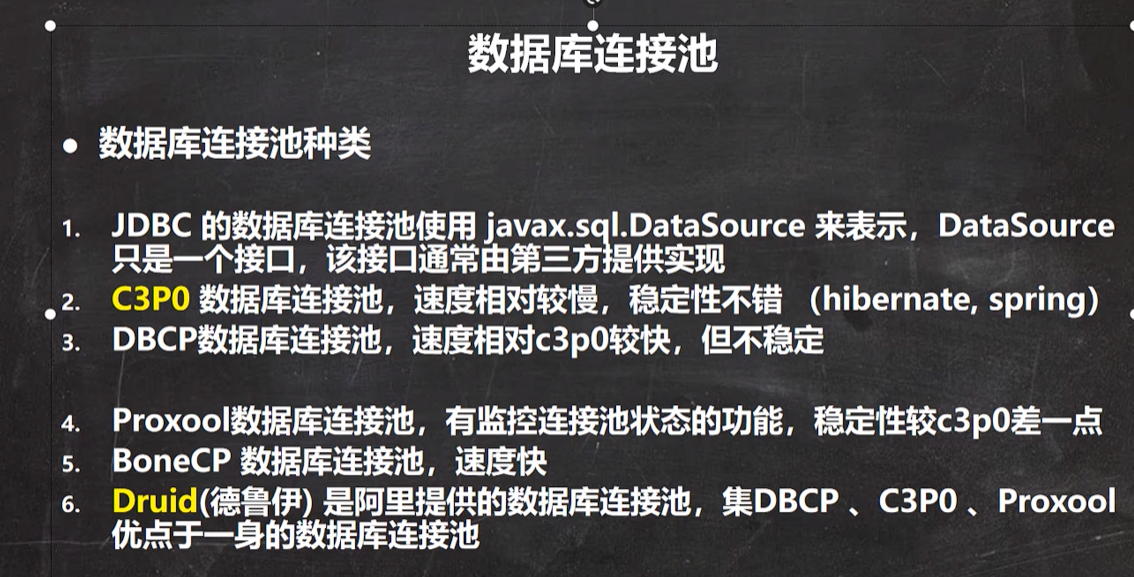 数据库连接池
● 数据库连接池种类
1. JDBC 的数据库连接池使用 javax.sql.DataSource 来表示，DataSource
只是一个接口，该接口通常由第三方提供实现
2. C3P0 数据库连接池，速度相对较慢，稳定性不错 （hibernate, spring）
3. DBCP数据库连接池，速度相对c3p0较快，但不稳定
4. Proxool数据库连接池，有监控连接池状态的功能，稳定性较c3p0差一点
5. BoneCP 数据库连接池，速度快
6. Druid(德鲁伊) 是阿里提供的数据库连接池，集DBCP 、C3P0 、Proxool
优点于一身的数据库连接池